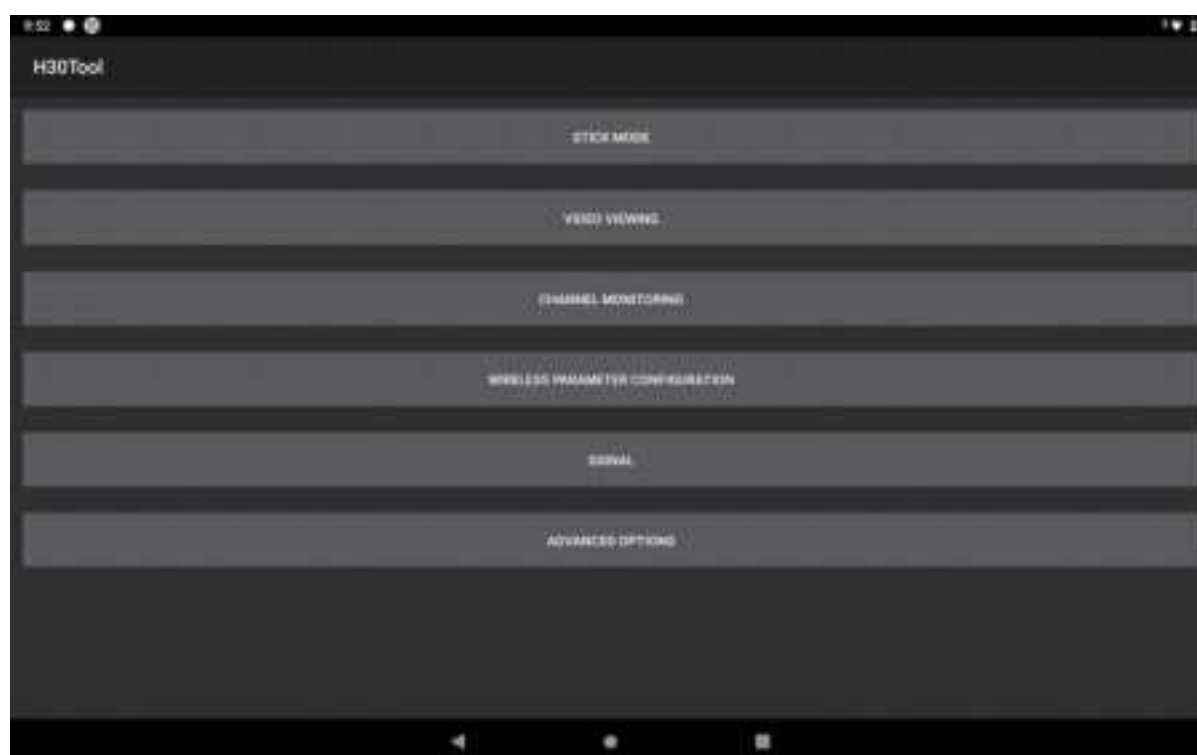 9:52
H30Tool
STICK MODE
VIDEO VIEWING
CHANNEL MONITORING
WIRELESS PARAMETER CONFIGURATION
SIGNAL
ADVANCED OPTIONS